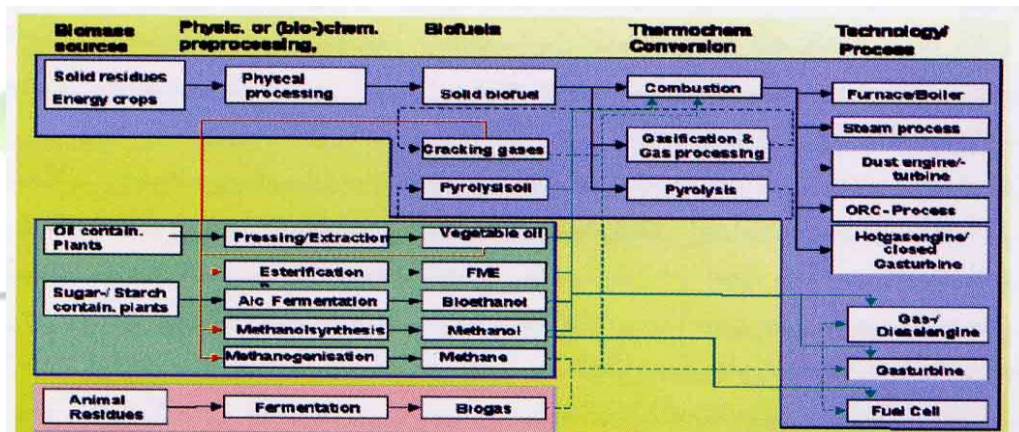 Biomass
sources
Physic. or (bio-)chem.
preprocessing,
Biofuels
Thermochem
Conversion
Technology/
Process
Solid residues
Energy crops
Physcal
processing
Solid biofuel
Combustion
Furnace/Boiler
Steam process
Cracking gases
Gasification &
Gas processing
Dust engine/-
turbine
Pyrolysisoil
Pyrolysis
ORC-Process
Hotgasengine/
closed
Gasturbine
Oil contain.
Plants
Pressing/Extraction
Vegetable oil
Esterification
FME
Sugar-/ Starch
contain. plants
Alc Fermentation
Bioethanol
Methanolsynthesis
Methanol
Gas-/
Dieselengine
Methanogenisation
Methane
Gasturbine
Animal
Residues
Fermentation
Biogas
Fuel Cell